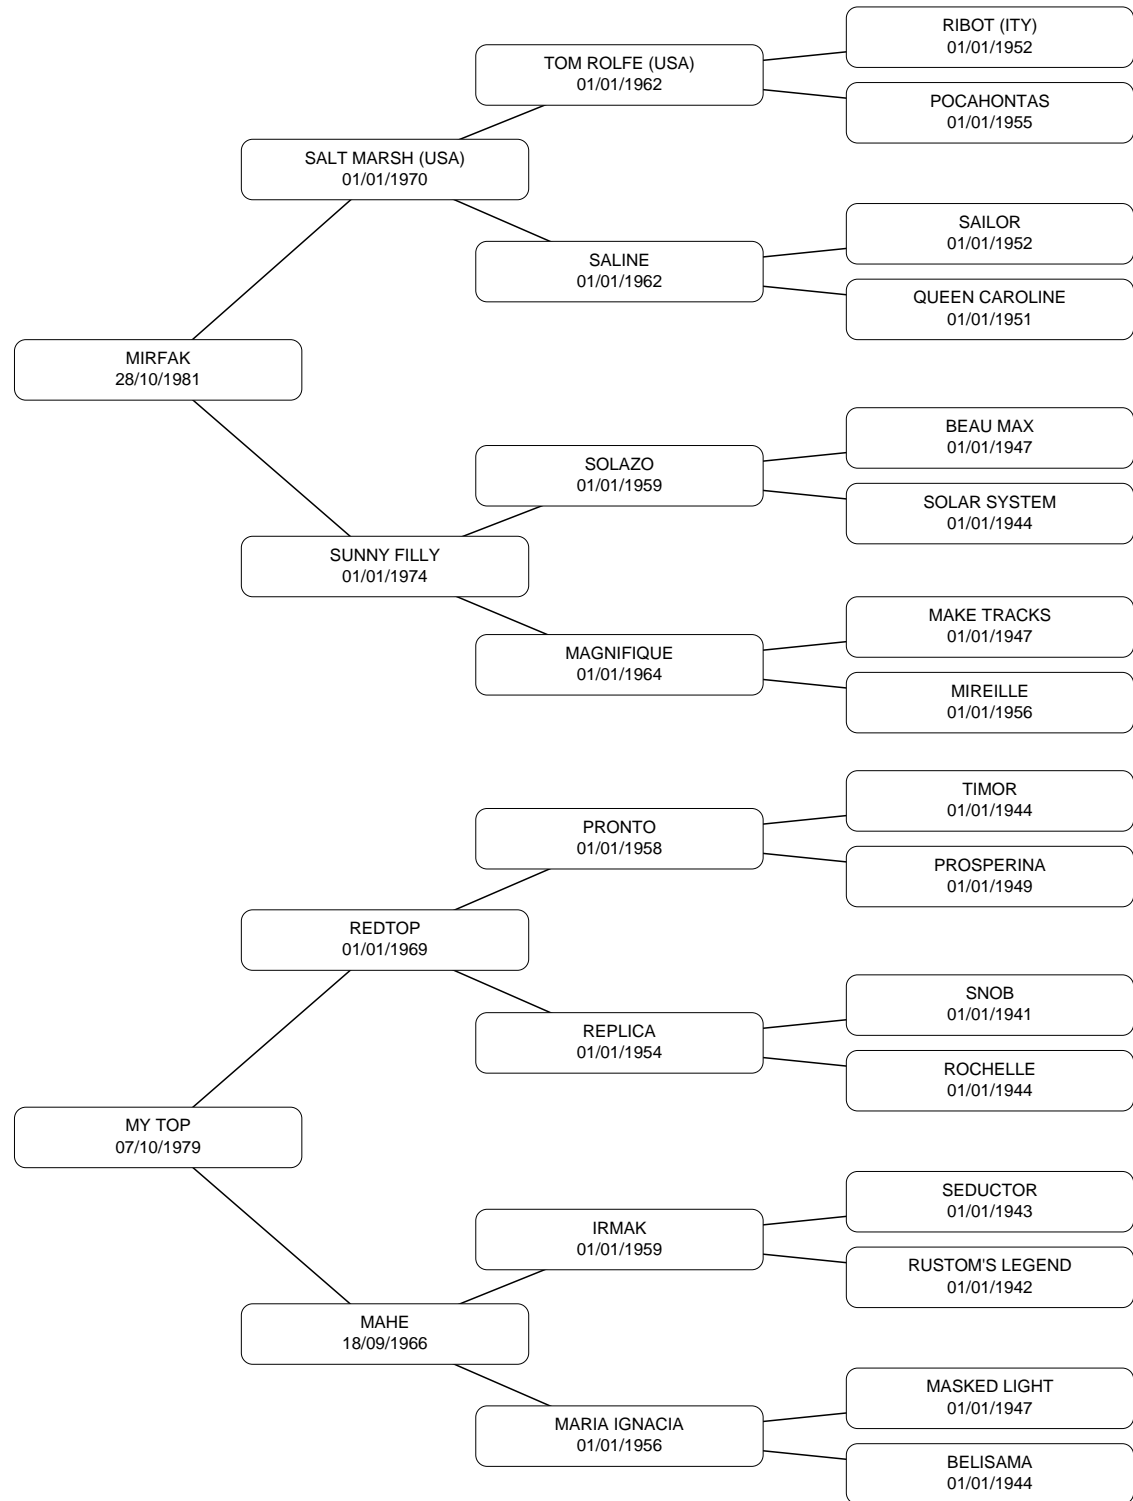 RIBOT (ITY)
01/01/1952
TOM ROLFE (USA)
01/01/1962
POCAHONTAS
01/01/1955
SALT MARSH (USA)
01/01/1970
SAILOR
01/01/1952
SALINE
01/01/1962
QUEEN CAROLINE
01/01/1951
MIRFAK
28/10/1981
BEAU MAX
01/01/1947
SOLAZO
01/01/1959
SOLAR SYSTEM
01/01/1944
SUNNY FILLY
01/01/1974
MAKE TRACKS
01/01/1947
MAGNIFIQUE
01/01/1964
MIREILLE
01/01/1956
TIMOR
01/01/1944
PRONTO
01/01/1958
PROSPERINA
01/01/1949
REDTOP
01/01/1969
SNOB
01/01/1941
REPLICA
01/01/1954
ROCHELLE
01/01/1944
MY TOP
07/10/1979
SEDUCTOR
01/01/1943
IRMAK
01/01/1959
RUSTOM'S LEGEND
01/01/1942
MAHE
18/09/1966
MASKED LIGHT
01/01/1947
MARIA IGNACIA
01/01/1956
BELISAMA
01/01/1944